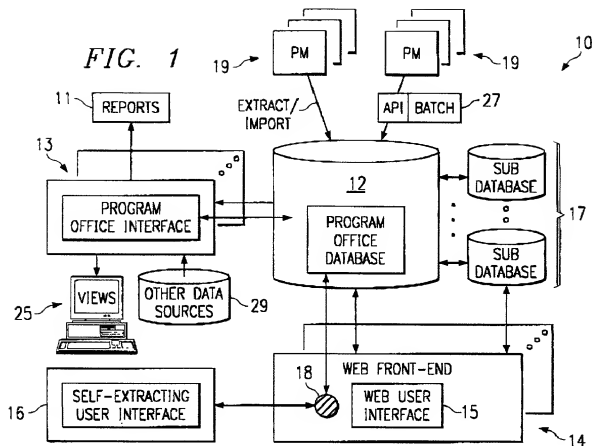 FIG. 1
PM
PM
19
19
10
11
REPORTS
EXTRACT/
IMPORT
API
BATCH
27
13
12
SUB
DATABASE
PROGRAM OFFICE INTERFACE
PROGRAM
OFFICE
DATABASE
17
SUB
DATABASE
25
VIEWS
OTHER DATA
SOURCES
29
WEB FRONT-END
16
SELF-EXTRACTING
USER INTERFACE
18
WEB USER
INTERFACE
15
14